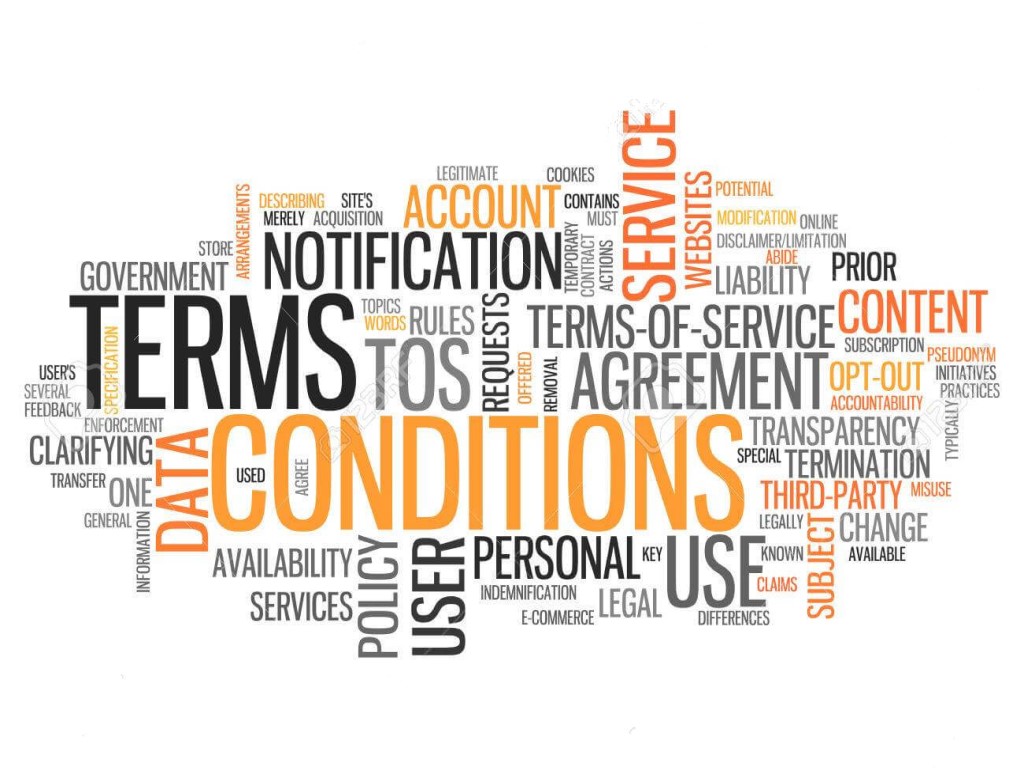 SERVICE
LEGITIMATE
COOKIES
WEBSITES
POTENTIAL
ARRANGEMENTS
DESCRIBING
SITE'S
ACCOUNT
CONTAINS
MERELY
ACQUISITION
MUST
MODIFICATION
ONLINE
STORE
NOTIFICATION
TEMPORARY
CONTRACT
ACTIONS
DISCLAIMER/LIMITATION
ABIDE
GOVERNMENT
LIABILITY
PRIOR
TERMS
TOPICS
WORDS
RULES
REQUESTS
TERMS-OF-SERVICE
CONTENT
SPECIFICATION
TOS
OFFERED
REMOVAL
AGREEMENT
SUBSCRIPTION
PSEUDONYM
USER'S
OPT-OUT
INITIATIVES
SEVERAL
PRACTICES
FEEDBACK
ACCOUNTABILITY
ENFORCEMENT
CONDITIONS
TRANSPARENCY
TYPICALLY
CLARIFYING
DATA
USED
AGREE
SPECIAL
TERMINATION
TRANSFER
ONE
THIRD-PARTY
MISUSE
GENERAL
INFORMATION
LEGALLY
SUBJECT
CHANGE
AVAILABILITY
POLICY
USER
PERSONAL
KEY
USE
KNOWN
AVAILABLE
SERVICES
INDEMNIFICATION
CLAIMS
E-COMMERCE
LEGAL
DIFFERENCES